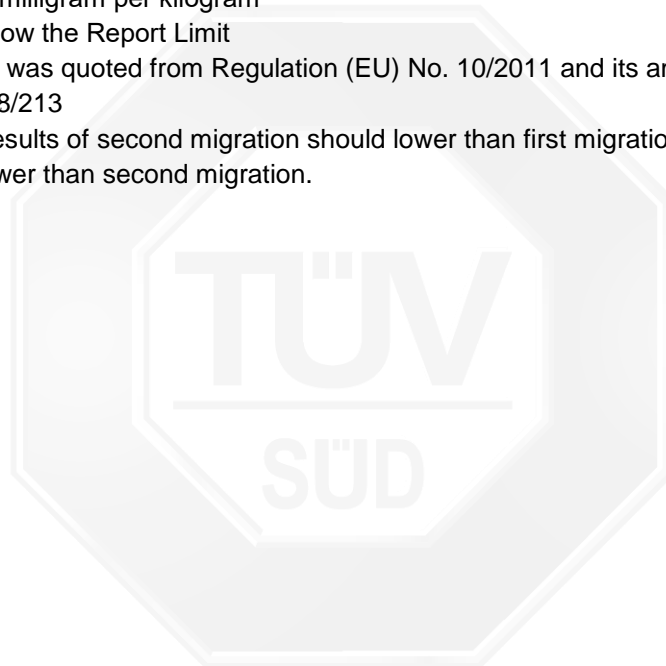 milligram per kilogram
ow the Report Limit
was quoted from Regulation (EU) No. 10/2011 and its a
8/213
esults of second migration should lower than first migratio
wer than second migration.
TÜV
SÜD